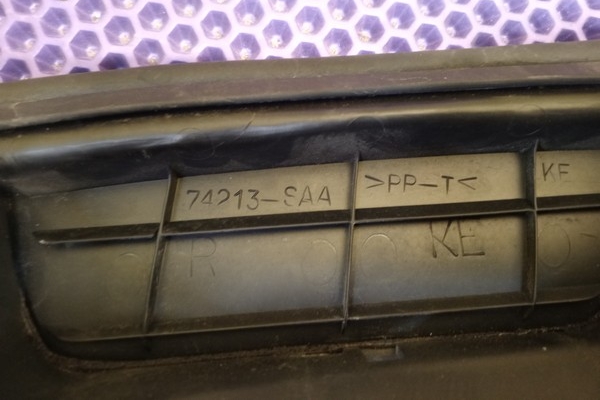 74213-SAA >PP-T< KE
R KE